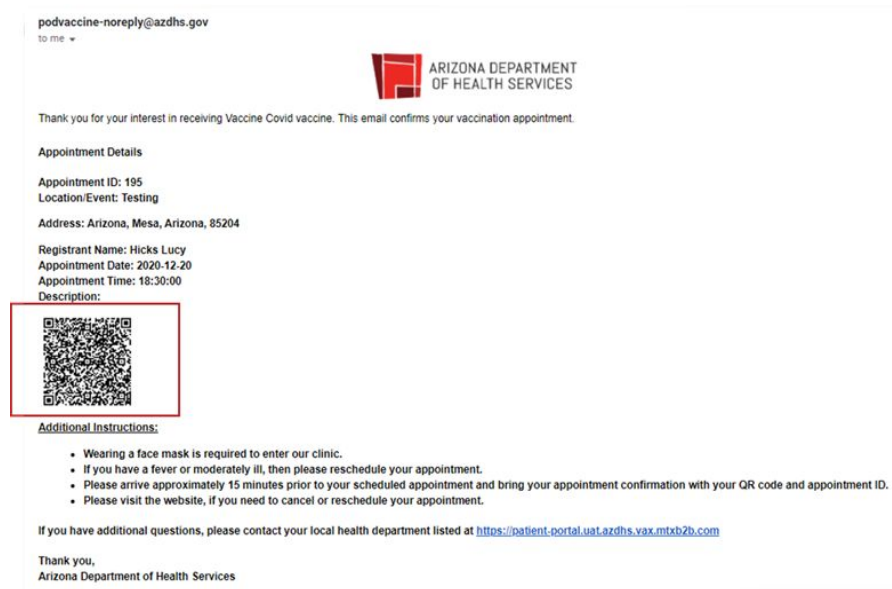 podvaccine-noreply@azdhs.gov
to me
ARIZONA DEPARTMENT
OF HEALTH SERVICES
Thank you for your interest in receiving Vaccine Covid vaccine. This email confirms your vaccination appointment.
Appointment Details
Appointment ID: 195
Location/Event: Testing
Address: Arizona, Mesa, Arizona, 85204
Registrant Name: Hicks Lucy
Appointment Date: 2020-12-20
Appointment Time: 18:30:00
Description:
Additional Instructions:
• Wearing a face mask is required to enter our clinic.
• If you have a fever or moderately ill, then please reschedule your appointment.
• Please arrive approximately 15 minutes prior to your scheduled appointment and bring your appointment confirmation with your QR code and appointment ID.
• Please visit the website, if you need to cancel or reschedule your appointment.
If you have additional questions, please contact your local health department listed at https://patient-portal.uat.azdhs.vax.mtxb2b.com
Thank you,
Arizona Department of Health Services